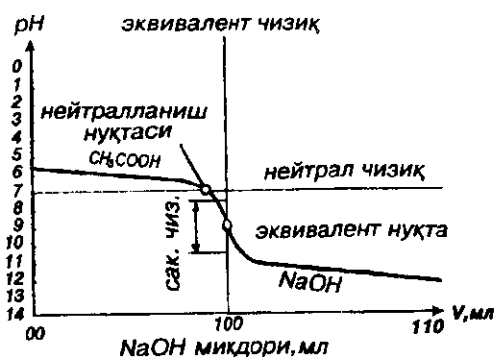 pH
эквивалент чизиқ
0
1
2
3
4
5
6
7
8
9
10
11
12
13
14
нейтралланиш
нуқтаси
CH₃COOH
нейтрал чизиқ
сак. чиз.
эквивалент нуқта
NaOH
00
100
110
V, мл
NaOH миқдори, мл